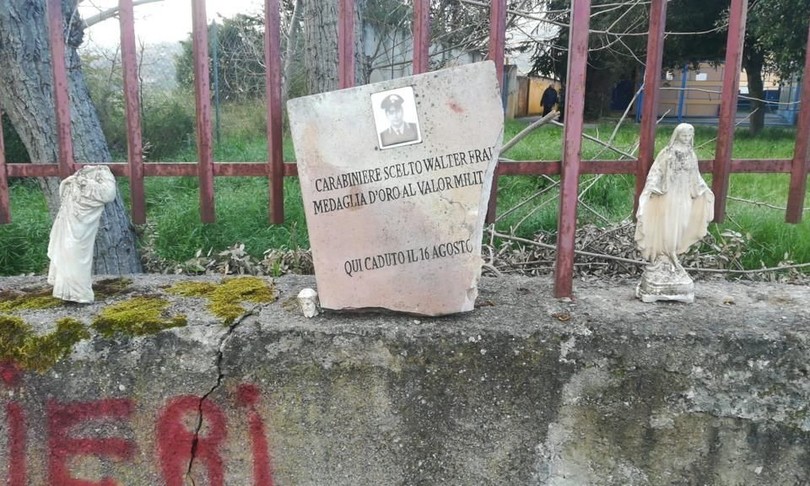 CARABINIERE SCELTO WALTER FRA
MEDAGLIA D'ORO AL VALOR MILIT
QUI CADUTO IL 16 AGOSTO
IERI